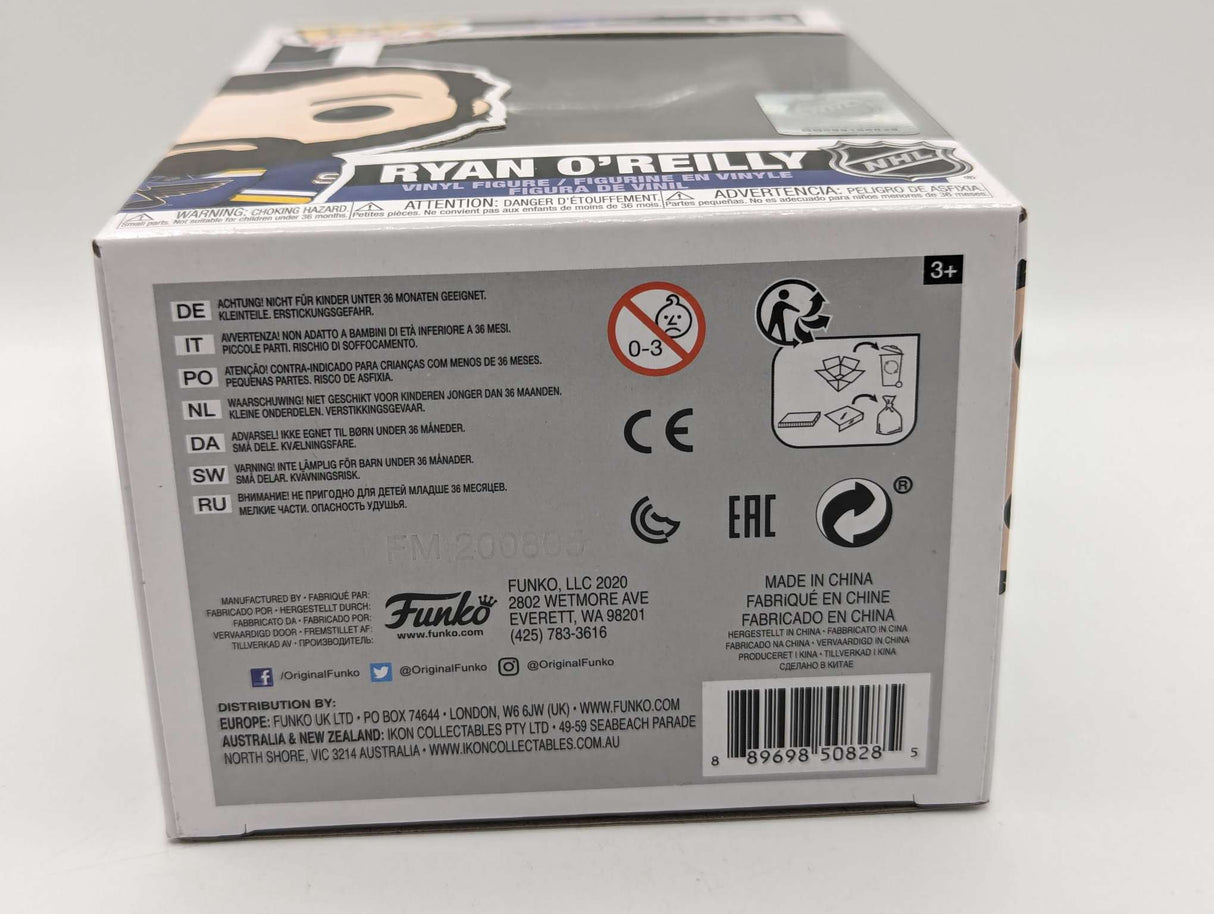 RYAN O'REILLY
NHL
®
VINYL FIGURE / FIGURINE EN VINYLE
FIGURA DE VINIL
WARNING: CHOKING HAZARD.
Small parts. Not suitable for children under 36 months.
ATTENTION: DANGER D'ÉTOUFFEMENT.
Petites pièces. Ne convient pas aux enfants de moins de 36 mois.
ADVERTENCIA: PELIGRO DE ASFIXIA.
Partes pequeñas. No es adecuado para niños menores de 36 meses.
3+
DE
ACHTUNG! NICHT FÜR KINDER UNTER 36 MONATEN GEEIGNET.
KLEINTEILE. ERSTICKUNGSGEFAHR.
IT
AVVERTENZA! NON ADATTO A BAMBINI DI ETÀ INFERIORE A 36 MESI.
PICCOLE PARTI. RISCHIO DI SOFFOCAMENTO.
PO
ATENÇÃO! CONTRA-INDICADO PARA CRIANÇAS COM MENOS DE 36 MESES.
PEQUENAS PARTES. RISCO DE ASFIXIA.
NL
WAARSCHUWING! NIET GESCHIKT VOOR KINDEREN JONGER DAN 36 MAANDEN.
KLEINE ONDERDELEN. VERSTIKKINGSGEVAAR.
DA
ADVARSEL! IKKE EGNET TIL BØRN UNDER 36 MÅNEDER.
SMÅ DELE. KVÆLNINGSFARE.
SW
VARNING! INTE LÄMPLIG FÖR BARN UNDER 36 MÅNADER.
SMÅ DELAR. KVÄVNINGSRISK.
RU
ВНИМАНИЕ! НЕ ПРИГОДНО ДЛЯ ДЕТЕЙ МЛАДШЕ 36 МЕСЯЦЕВ.
МЕЛКИЕ ЧАСТИ. ОПАСНОСТЬ УДУШЬЯ.
0-3
CE
EAC
®
FM 200805
MANUFACTURED BY • FABRIQUÉ PAR:
FABRICADO POR • HERGESTELLT DURCH:
FABBRICATO DA • FABRICADO POR:
VERVAARDIGD DOOR • FREMSTILLET AF:
TILLVERKAD AV • ПРОИЗВОДИТЕЛЬ:
Funko
www.funko.com
FUNKO, LLC 2020
2802 WETMORE AVE
EVERETT, WA 98201
(425) 783-3616
MADE IN CHINA
FABRIQUÉ EN CHINE
FABRICADO EN CHINA
HERGESTELLT IN CHINA • FABBRICATO IN CINA
FABRICADO NA CHINA • VERVAARDIGD IN CHINA
PRODUCERET I KINA • TILLVERKAD I KINA
СДЕЛАНО В КИТАЕ
/OriginalFunko @OriginalFunko @OriginalFunko
DISTRIBUTION BY:
EUROPE: FUNKO UK LTD • PO BOX 74644 • LONDON, W6 6JW (UK) • WWW.FUNKO.COM
AUSTRALIA & NEW ZEALAND: IKON COLLECTABLES PTY LTD • 49-59 SEABEACH PARADE
NORTH SHORE, VIC 3214 AUSTRALIA • WWW.IKONCOLLECTABLES.COM.AU
8 89698 50828 5